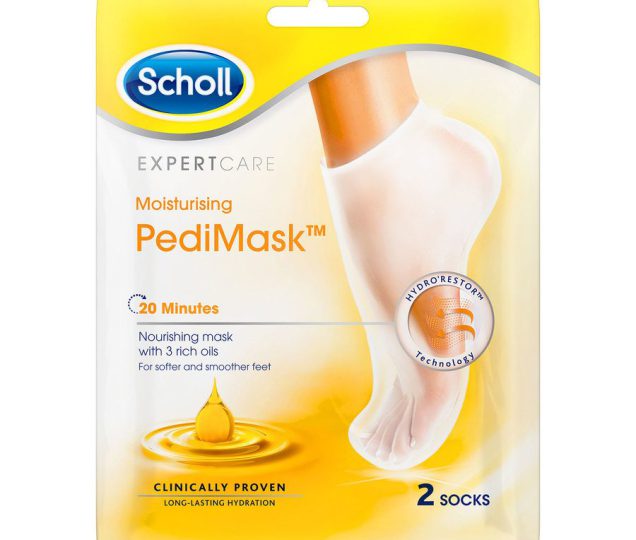 Scholl
EXPERTCARE
Moisturising
PediMask™
20 Minutes
Nourishing mask
with 3 rich oils
For softer and smoother feet
HYDRO'RESTOR™
Technology
CLINICALLY PROVEN
LONG-LASTING HYDRATION
2 SOCKS